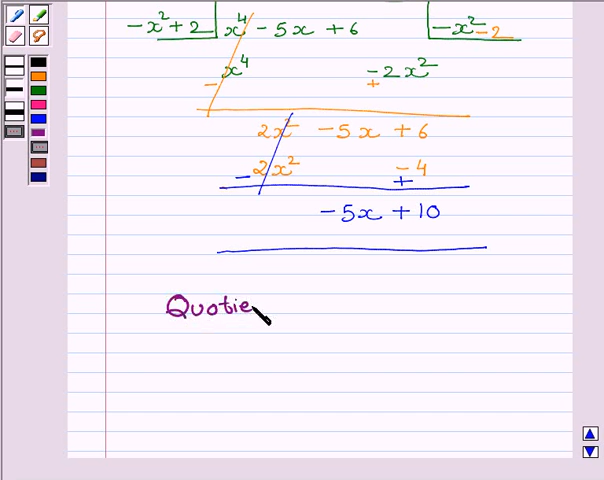 -x²+2 x⁴ -5x +6 -x²-2
- x⁴ -2x² +
2x² -5x +6
- 2x² -4 +
-5x +10
Quotie